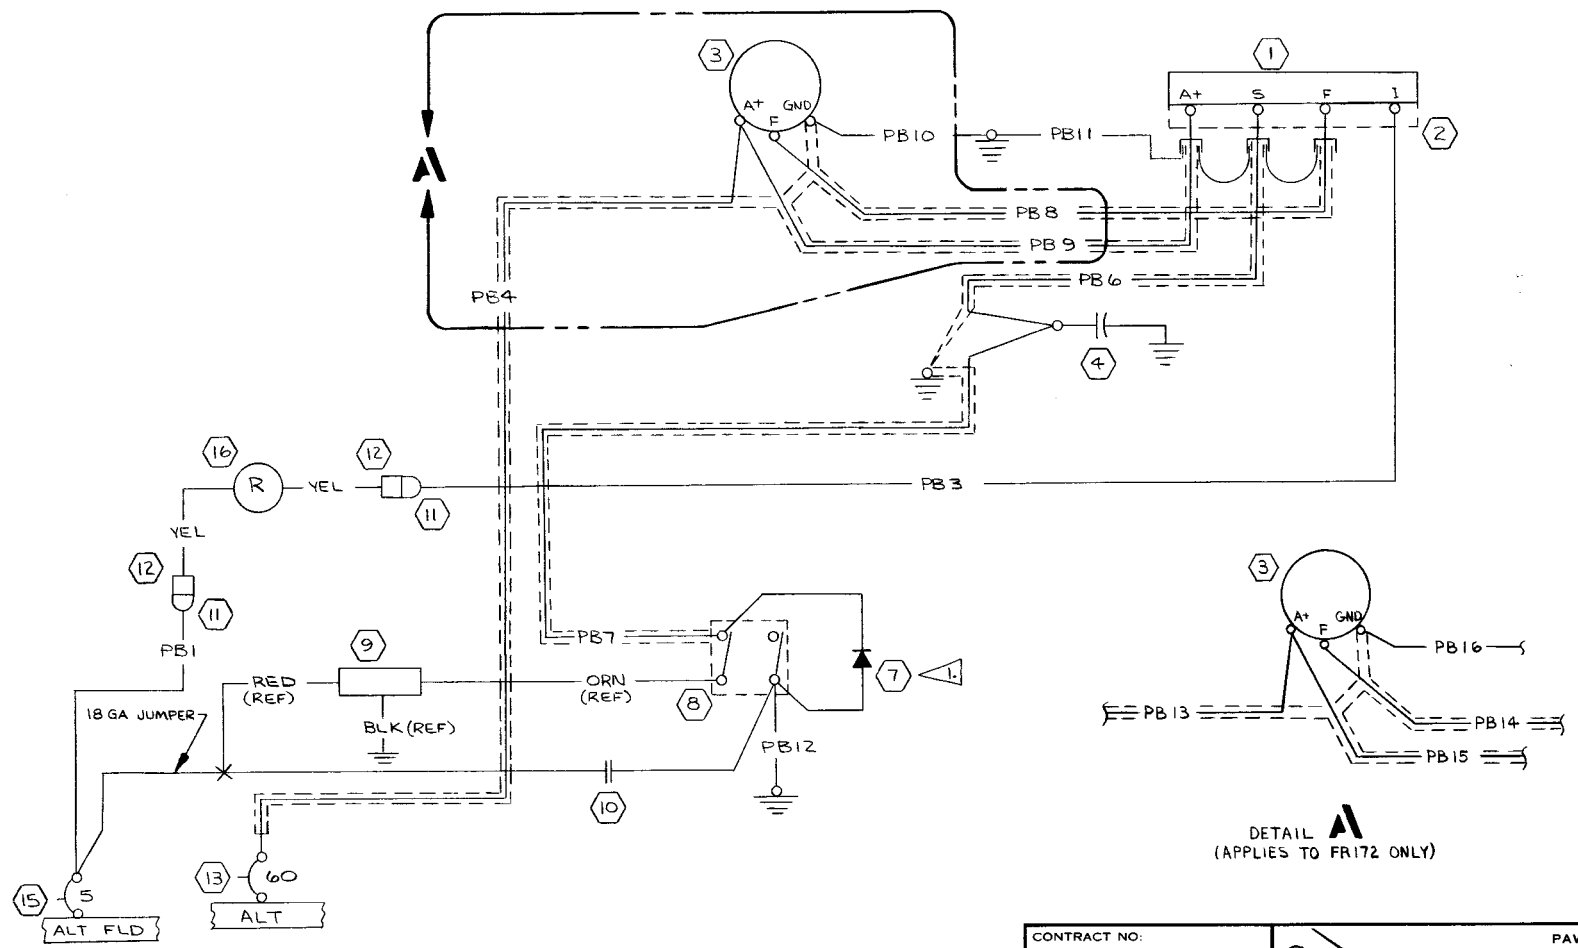 3
1
A+
F
GND
A+
S
F
I
PB10
PB11
2
A
PB8
PB9
PB4
PB6
4
16
R
YEL
12
11
PB3
YEL
12
11
PB1
3
A+
F
GND
PB16
PB7
9
RED
(REF)
ORN
(REF)
8
7
1.
18 GA JUMPER
BLK (REF)
PB12
PB13
PB14
PB15
10
DETAIL A
(APPLIES TO FR172 ONLY)
15
5
ALT FLD
13
60
ALT
CONTRACT NO:
PAW